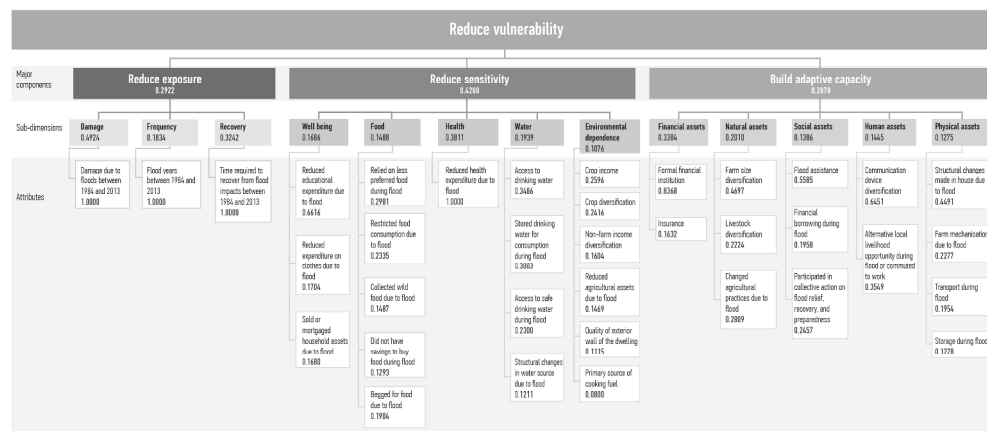 Reduce vulnerability
Major
components
Reduce exposure
0.2922
Reduce sensitivity
0.4200
Build adaptive capacity
0.2878
Sub-dimensions
Damage
0.4924
Frequency
0.1834
Recovery
0.3242
Well being
0.1686
Food
0.1488
Health
0.3811
Water
0.1939
Environmental
dependence
0.1076
Financial assets
0.3384
Natural assets
0.2010
Social assets
0.1386
Human assets
0.1445
Physical assets
0.1275
Attributes
Damage due to
floods between
1984 and 2013
1.0000
Flood years
between 1984 and
2013
1.0000
Time required to
recover from flood
impacts between
1984 and 2013
1.0000
Reduced
educational
expenditure due
to flood
0.6616
Reduced
expenditure on
clothes due to
flood
0.1704
Sold or
mortgaged
household assets
due to flood
0.1680
Relied on less
preferred food
during flood
0.2981
Restricted food
consumption due
to flood
0.2335
Collected wild
food due to flood
0.1487
Did not have
savings to buy
food during flood
0.1293
Begged for food
due to flood
0.1904
Reduced health
expenditure due to
flood
1.0000
Access to
drinking water
0.3486
Stored drinking
water for
consumption
during flood
0.3003
Access to safe
drinking water
during flood
0.2300
Structural changes
in water source
due to flood
0.1211
Crop income
0.2596
Crop diversification
0.2416
Non-farm income
diversification
0.1604
Reduced
agricultural assets
due to flood
0.1469
Quality of exterior
wall of the dwelling
0.1115
Primary source of
cooking fuel
0.0800
Formal financial
institution
0.8368
Insurance
0.1632
Farm size
diversification
0.4697
Livestock
diversification
0.2224
Changed
agricultural
practices due to
flood
0.2809
Flood assistance
0.5585
Financial
borrowing during
flood
0.1958
Participated in
collective action on
flood relief,
recovery, and
preparedness
0.2457
Communication
device
diversification
0.6451
Alternative local
livelihood
opportunity during
flood or commuted
to work
0.3549
Structural changes
made in house due
to flood
0.4491
Farm mechanisation
due to flood
0.2277
Transport during
flood
0.1954
Storage during flood
0.1278